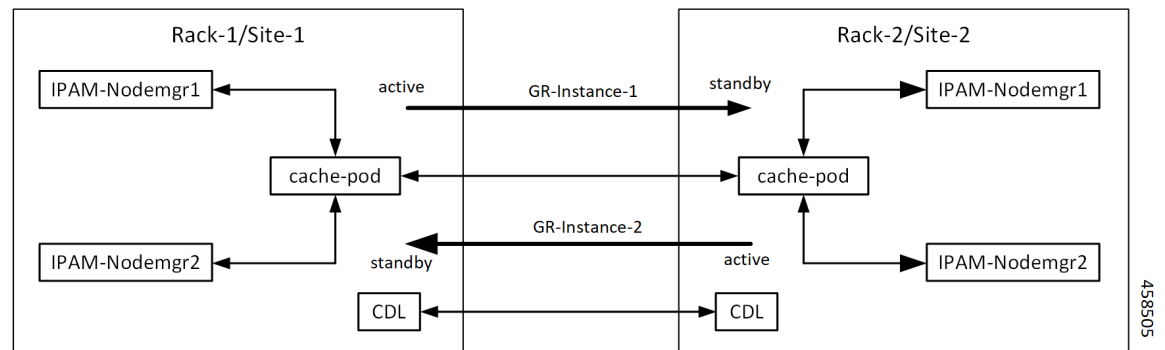 Rack-1/Site-1
Rack-2/Site-2
IPAM-Nodemgr1
active
GR-Instance-1
standby
IPAM-Nodemgr1
cache-pod
cache-pod
GR-Instance-2
IPAM-Nodemgr2
standby
active
IPAM-Nodemgr2
CDL
CDL
458505